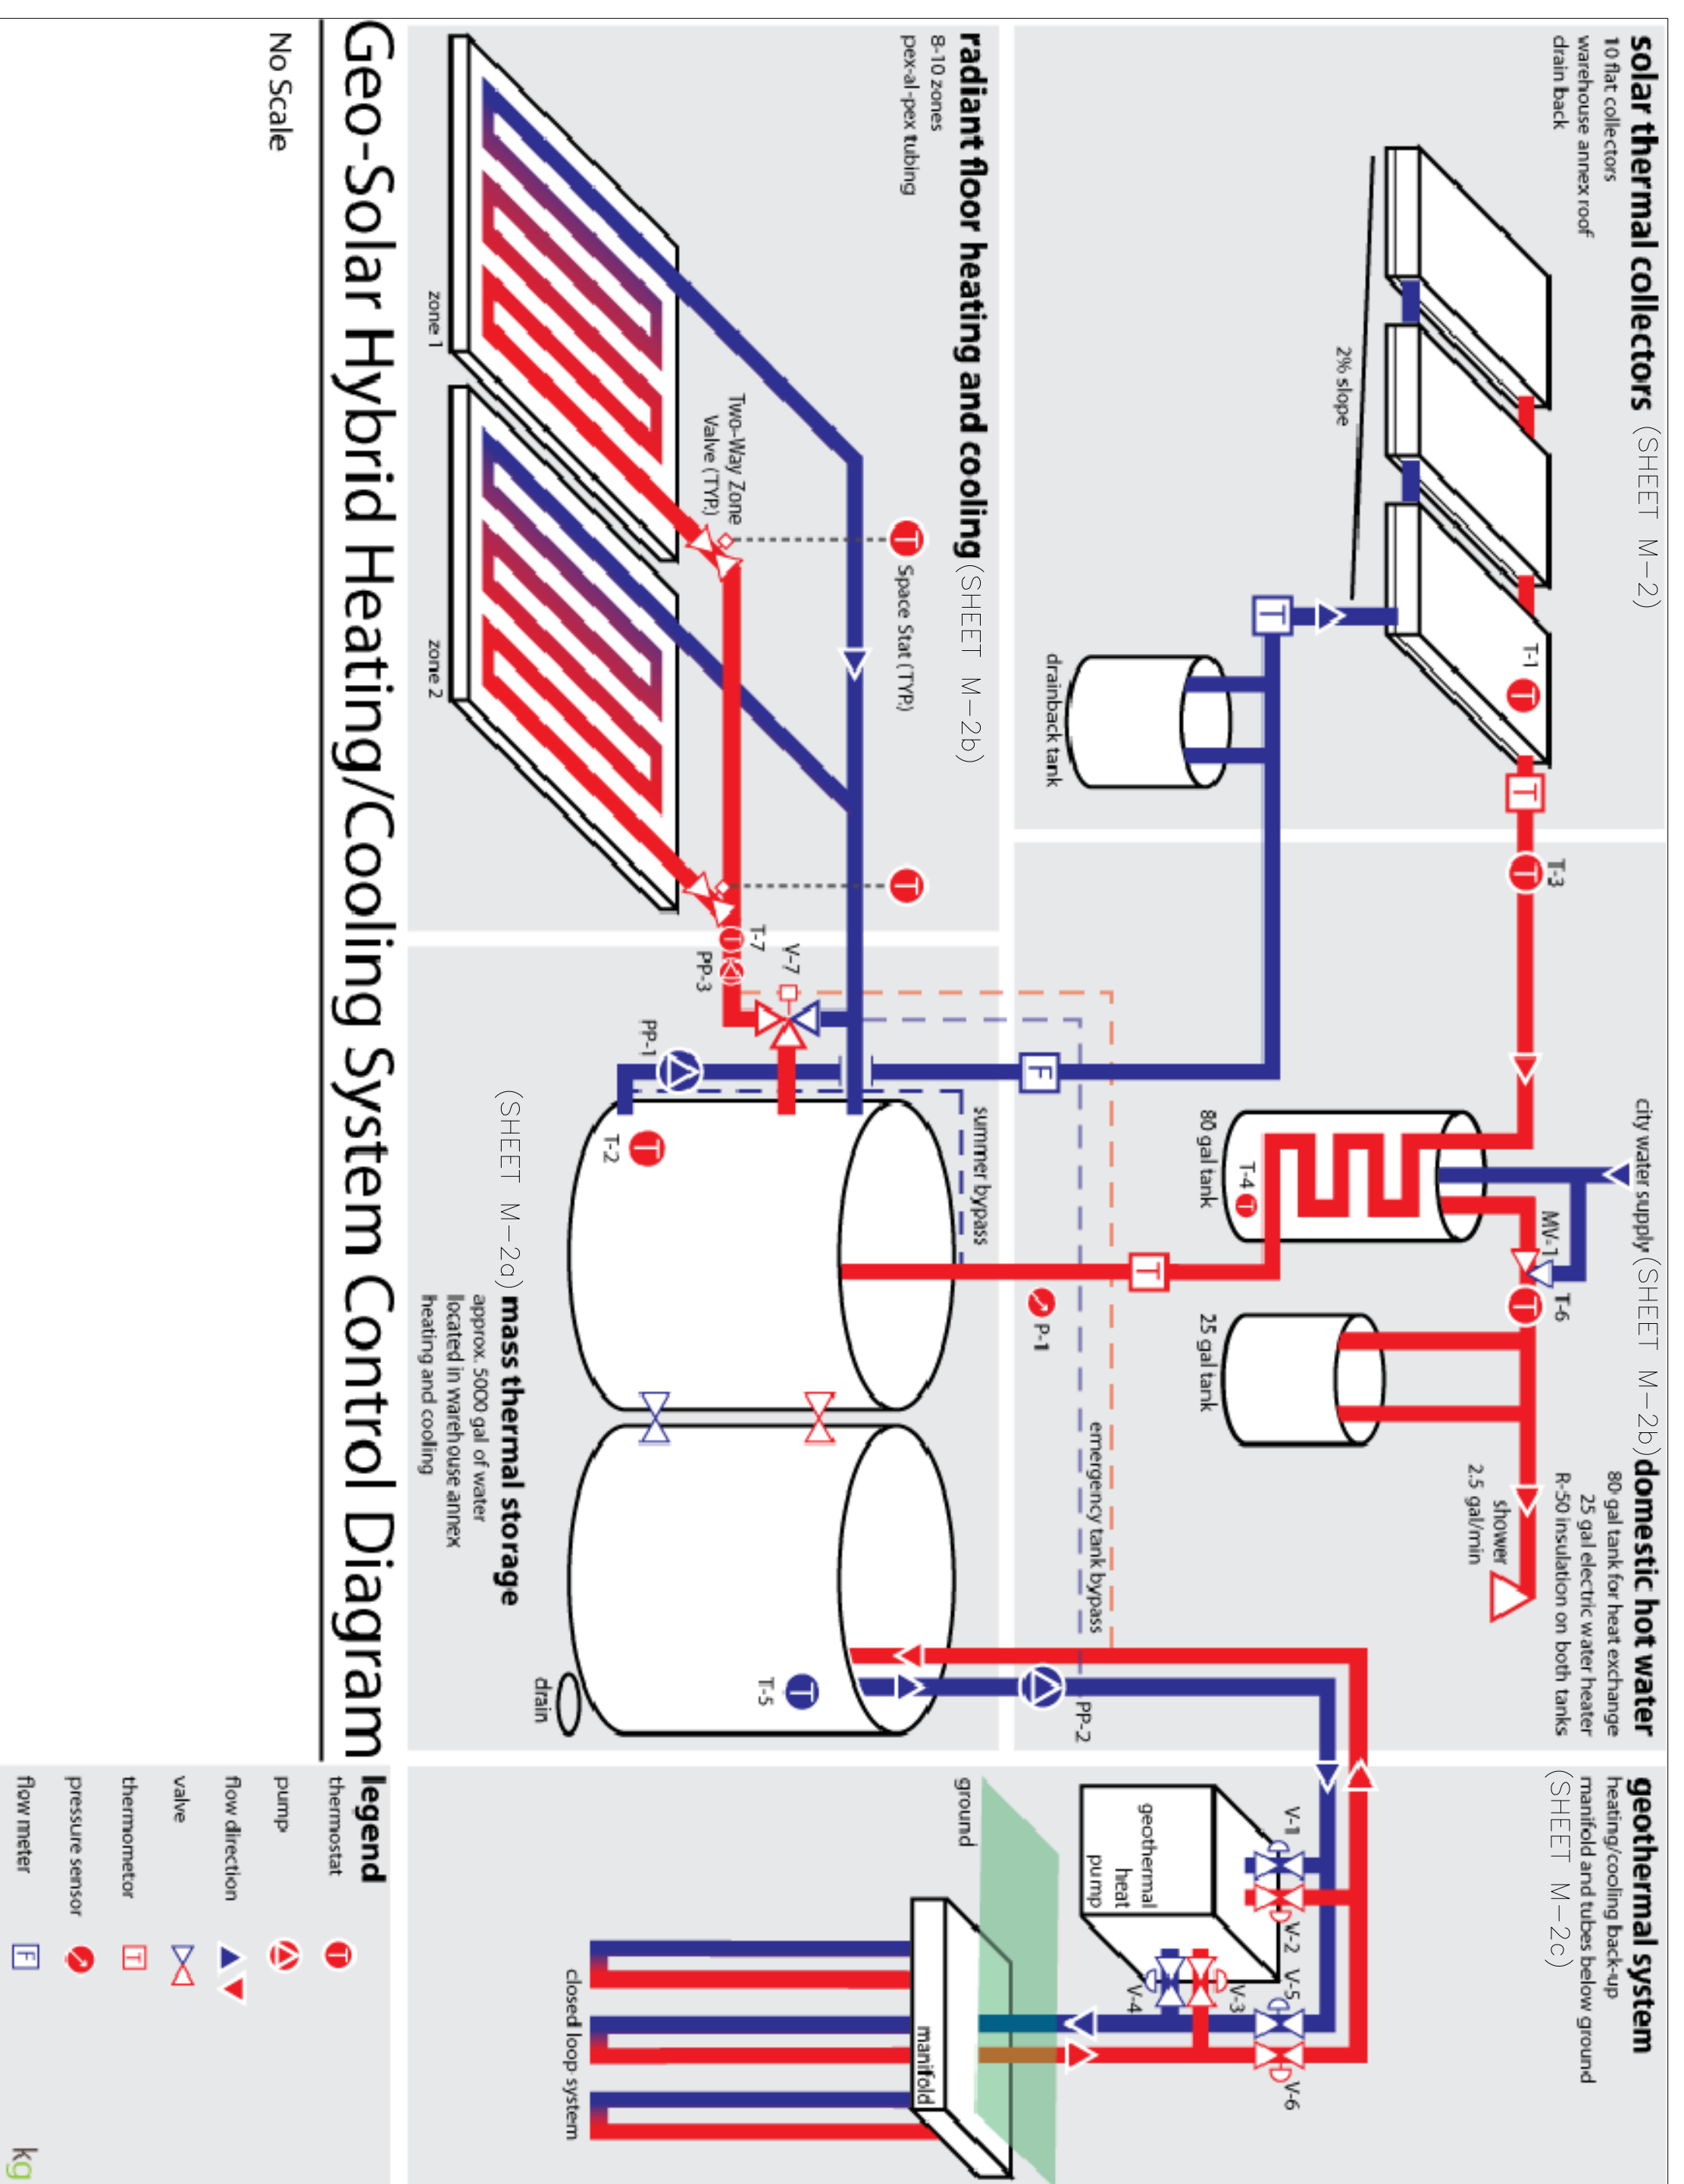 solar thermal collectors (SHEET M-2)
10 flat collectors
warehouse annex roof
drain back
2% slope
T-1
T
T
T
drainback tank
T-3
T
city water supply (SHEET M-2b) domestic hot water
80 gal tank for heat exchange
25 gal electric water heater
R-50 insulation on both tanks
MV-1
T-6
T
T-4
T
80 gal tank
25 gal tank
shower
2.5 gal/min
T
P-1
F
emergency tank bypass
PP-2
geothermal system
heating/cooling back-up
manifold and tubes below ground
(SHEET M-2c)
V-1
V-2
V-5
V-6
V-3
V-4
geothermal
heat
pump
ground
manifold
closed loop system
radiant floor heating and cooling (SHEET M-2b)
8-10 zones
pex-al-pex tubing
Two-Way Zone
Valve (TYP.)
T
Space Stat (TYP.)
T
zone 1
zone 2
T-7
T
PP-3
V-7
PP-1
summer bypass
T
T-2
T
T-5
drain
(SHEET M-2a) mass thermal storage
approx. 5000 gal of water
located in warehouse annex
heating and cooling
Geo-Solar Hybrid Heating/Cooling System Control Diagram
No Scale
legend
thermostat T
pump
flow direction
valve
thermometor T
pressure sensor
flow meter F
kg